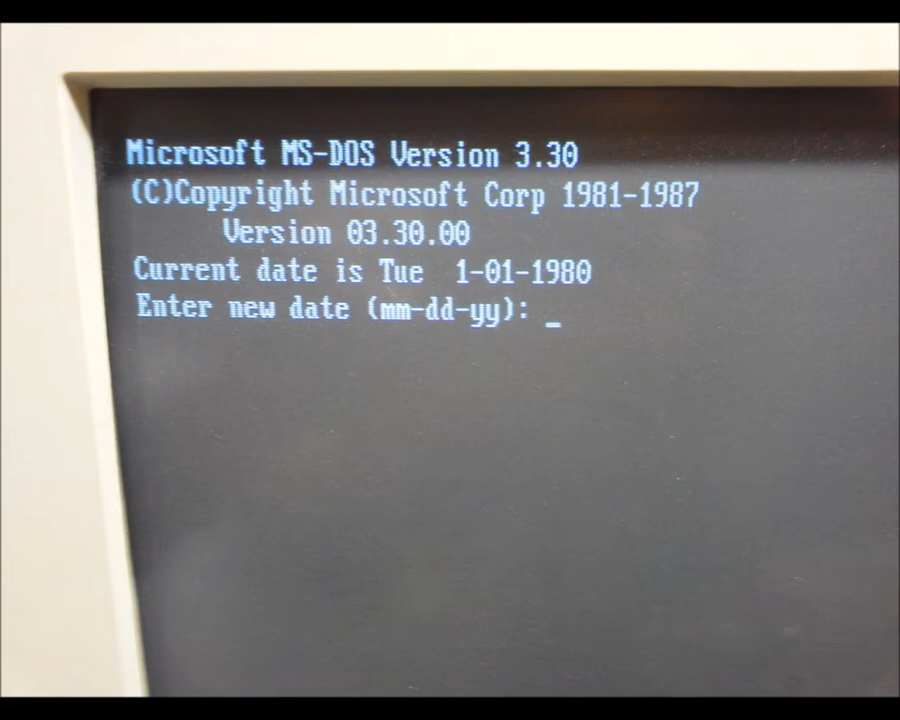 Microsoft MS-DOS Version 3.30
(C)Copyright Microsoft Corp 1981-1987
Version 03.30.00
Current date is Tue  1-01-1980
Enter new date (mm-dd-yy): _